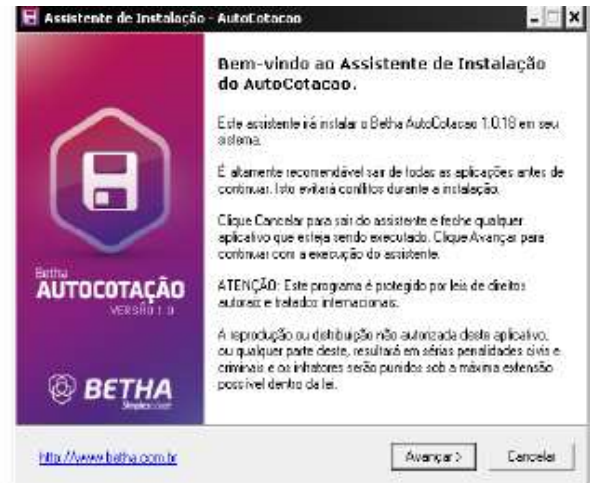 Assistente de Instalação - AutoCotacao
Bem-vindo ao Assistente de Instalação
do AutoCotacao.
Este assistente irá instalar o Betha AutoCotacao 1.0.18 em seu
sistema.
É altamente recomendável sair de todas as aplicações antes de
continuar. Isto evitará conflitos durante a instalação.
Clique Cancelar para sair do assistente e feche qualquer
aplicativo que esteja sendo executado. Clique Avançar para
continuar com a execução do assistente.
ATENÇÃO: Este programa é protegido por leis de direitos
autorais e tratados internacionais.
A reprodução ou distribuição não autorizada deste aplicativo,
ou qualquer parte deste, resultará em sérias penalidades civis e
criminais e os infratores serão punidos sob a máxima extensão
possível dentro da lei.
Betha
AUTOCOTAÇÃO
VERSÃO 1.0
BETHA
http://www.betha.com.br
Avançar >
Cancelar